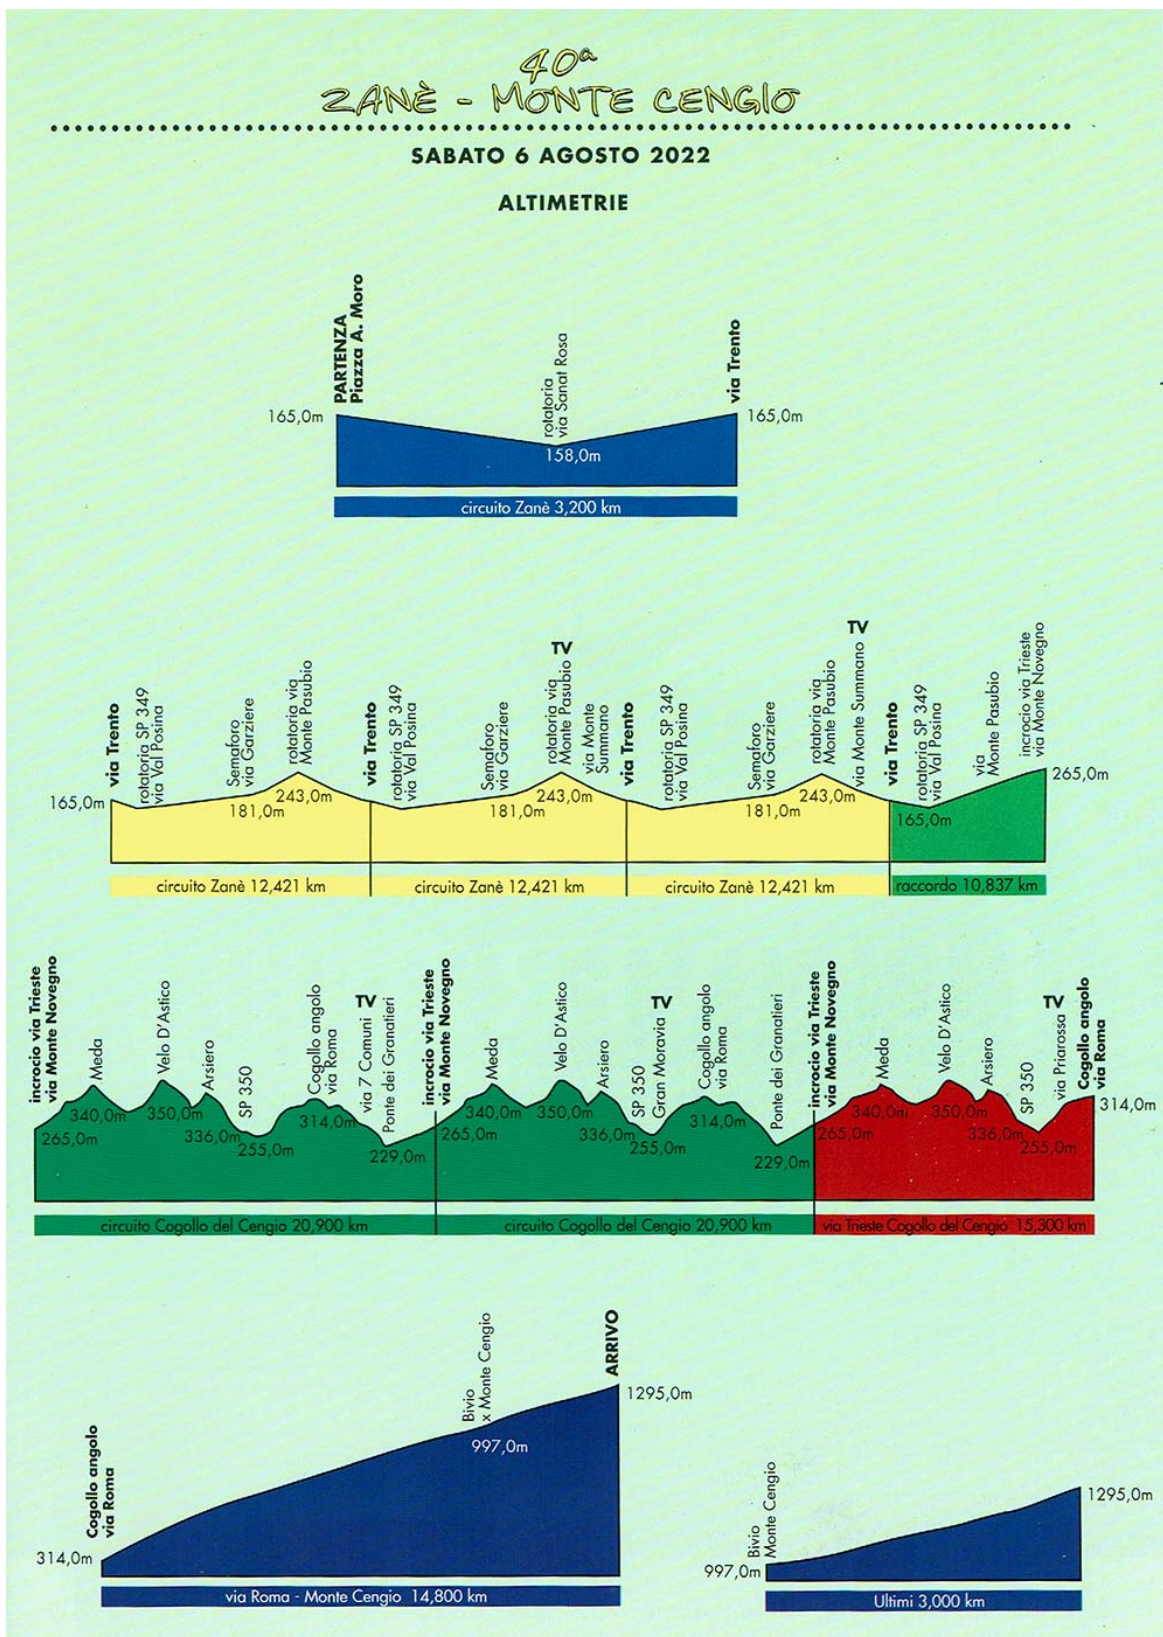 40ª
ZANÈ - MONTE CENGIO
SABATO 6 AGOSTO 2022
ALTIMETRIE
PARTENZA
Piazza A. Moro
rotatoria
via Sanat Rosa
via Trento
165,0m
158,0m
165,0m
circuito Zanè 3,200 km
via Trento
rotatoria SP 349
via Val Posina
Semaforo
via Garziere
rotatoria via
Monte Pasubio
via Trento
rotatoria SP 349
via Val Posina
Semaforo
via Garziere
rotatoria via
Monte Pasubio TV
via Monte
Summano
via Trento
rotatoria SP 349
via Val Posina
Semaforo
via Garziere
rotatoria via
Monte Pasubio
via Monte Summano TV
via Trento
rotatoria SP 349
via Val Posina
via
Monte Pasubio
incrocio via Trieste
via Monte Novegno
165,0m
181,0m
243,0m
181,0m
243,0m
181,0m
243,0m
165,0m
265,0m
circuito Zanè 12,421 km
circuito Zanè 12,421 km
circuito Zanè 12,421 km
raccordo 10,837 km
incrocio via Trieste
via Monte Novegno
Meda
Velo D'Astico
Arsiero
SP 350
Cogollo angolo
via Roma
via 7 Comuni TV
Ponte dei Granatieri
incrocio via Trieste
via Monte Novegno
Meda
Velo D'Astico
Arsiero
SP 350
Gran Moravia TV
Cogollo angolo
via Roma
Ponte dei Granatieri
incrocio via Trieste
via Monte Novegno
Meda
Velo D'Astico
Arsiero
SP 350
via Priarossa TV
Cogollo angolo
via Roma
265,0m
340,0m
350,0m
336,0m
255,0m
314,0m
229,0m
265,0m
340,0m
350,0m
336,0m
255,0m
314,0m
229,0m
265,0m
340,0m
350,0m
336,0m
255,0m
314,0m
circuito Cogollo del Cengio 20,900 km
circuito Cogollo del Cengio 20,900 km
via Trieste Cogollo del Cengio 15,300 km
Cogollo angolo
via Roma
Bivio
x Monte Cengio
ARRIVO
314,0m
997,0m
1295,0m
via Roma - Monte Cengio 14,800 km
Bivio
Monte Cengio
997,0m
1295,0m
Ultimi 3,000 km